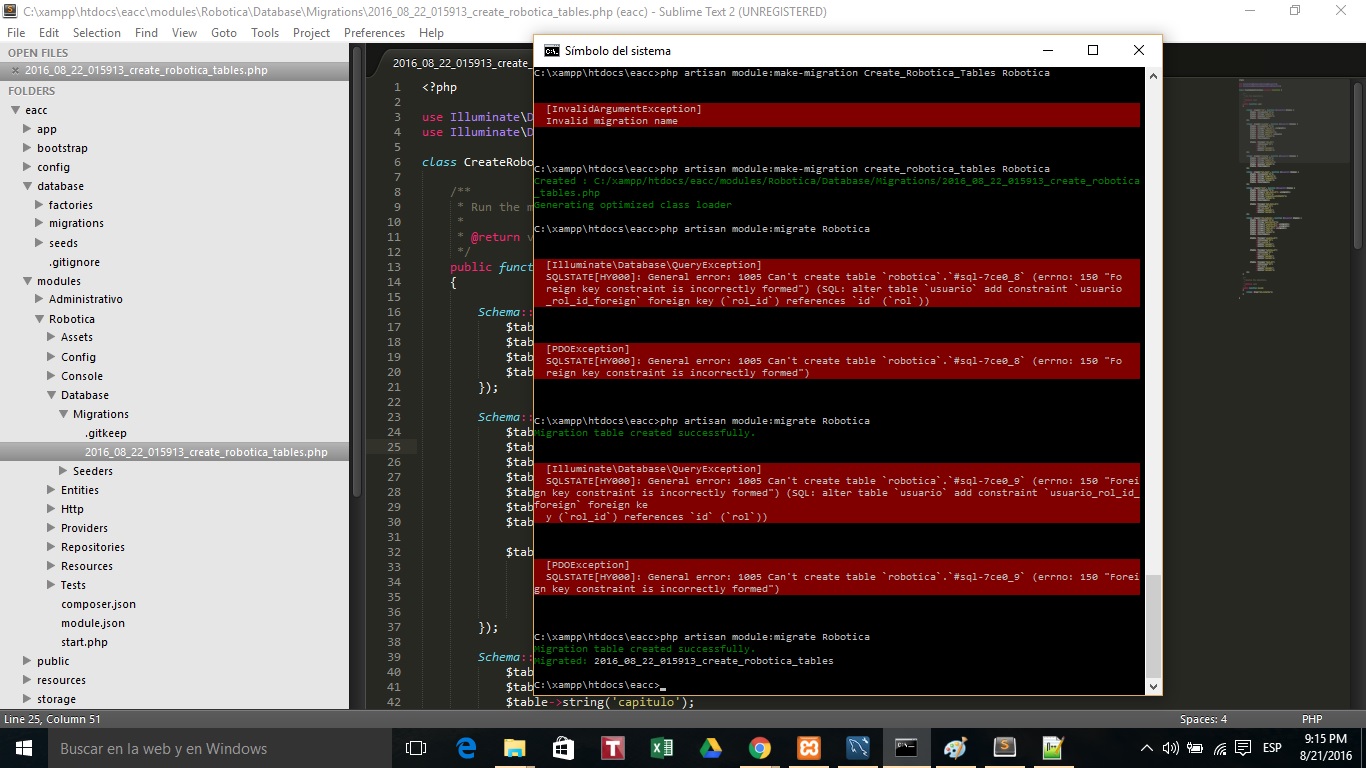 C:\xampp\htdocs\eacc\modules\Robotica\Database\Migrations\2016_08_22_015913_create_robotica_tables.php (eacc) - Sublime Text 2 (UNREGISTERED)
File Edit Selection Find View Goto Tools Project Preferences Help
OPEN FILES
2016_08_22_015913_create_robotica_tables.php
FOLDERS
eacc
app
bootstrap
config
database
factories
migrations
seeds
.gitignore
modules
Administrativo
Robotica
Assets
Config
Console
Database
Migrations
.gitkeep
2016_08_22_015913_create_robotica_tables.php
Seeders
Entities
Http
Providers
Repositories
Resources
Tests
composer.json
module.json
start.php
public
resources
storage
2016_08_22_015913_create_
1 <?php
2
3 use Illuminate\D
4 use Illuminate\D
5
6 class CreateRobo
7
8 /**
9 * Run the m
10 *
11 * @return v
12 */
13 public funct
14 {
15
16 Schema::
17 $tab
18 $tab
19 $tab
20 $tab
21 });
22
23 Schema::
24 $tab
25 $tab
26 $tab
27 $tab
28 $tab
29 $tab
30 $tab
31
32 $tab
33
34
35
36
37 });
38
39 Schema::
40 $tab
41 $tab
42 $table->string('capitulo');
Símbolo del sistema
C:\xampp\htdocs\eacc>php artisan module:make-migration Create_Robotica_Tables Robotica
[InvalidArgumentException]
Invalid migration name
C:\xampp\htdocs\eacc>php artisan module:make-migration create_robotica_tables Robotica
Created : C:/xampp/htdocs/eacc/modules/Robotica/Database/Migrations/2016_08_22_015913_create_robotica
_tables.php
Generating optimized class loader
C:\xampp\htdocs\eacc>php artisan module:migrate Robotica
[Illuminate\Database\QueryException]
SQLSTATE[HY000]: General error: 1005 Can't create table `robotica`.`#sql-7ce0_8` (errno: 150 "Fo
reign key constraint is incorrectly formed") (SQL: alter table `usuario` add constraint `usuario
_rol_id_foreign` foreign key (`rol_id`) references `id` (`rol`))
[PDOException]
SQLSTATE[HY000]: General error: 1005 Can't create table `robotica`.`#sql-7ce0_8` (errno: 150 "Fo
reign key constraint is incorrectly formed")
C:\xampp\htdocs\eacc>php artisan module:migrate Robotica
Migration table created successfully.
[Illuminate\Database\QueryException]
SQLSTATE[HY000]: General error: 1005 Can't create table `robotica`.`#sql-7ce0_9` (errno: 150 "Forei
gn key constraint is incorrectly formed") (SQL: alter table `usuario` add constraint `usuario_rol_id_
foreign` foreign ke
y (`rol_id`) references `id` (`rol`))
[PDOException]
SQLSTATE[HY000]: General error: 1005 Can't create table `robotica`.`#sql-7ce0_9` (errno: 150 "Forei
gn key constraint is incorrectly formed")
C:\xampp\htdocs\eacc>php artisan module:migrate Robotica
Migration table created successfully.
Migrated: 2016_08_22_015913_create_robotica_tables
C:\xampp\htdocs\eacc>_
Line 25, Column 51
Spaces: 4
PHP
Buscar en la web y en Windows
ESP
9:15 PM
8/21/2016